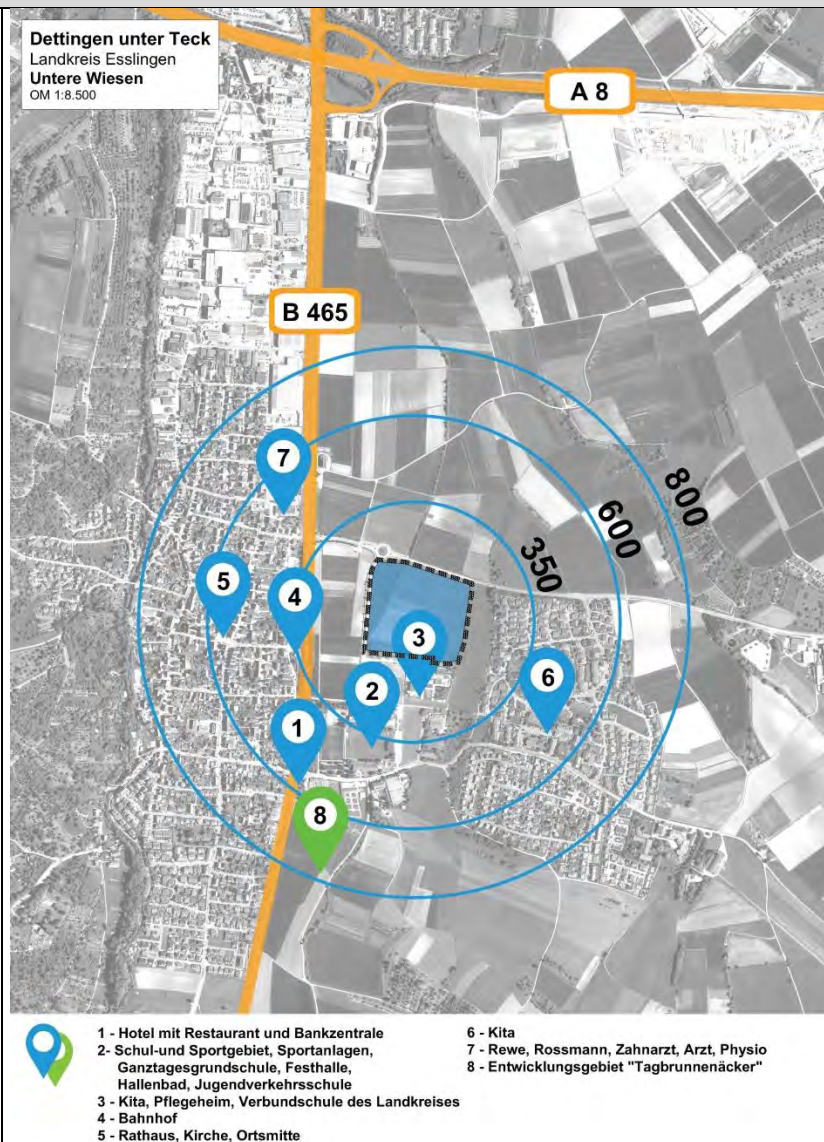 Dettingen unter Teck
Landkreis Esslingen
Untere Wiesen
OM 1:8.500
A 8
B 465
800
600
350
7
5
4
3
6
2
1
8
1 - Hotel mit Restaurant und Bankzentrale
2- Schul-und Sportgebiet, Sportanlagen,
Ganztagesgrundschule, Festhalle,
Hallenbad, Jugendverkehrsschule
3 - Kita, Pflegeheim, Verbundschule des Landkreises
4 - Bahnhof
5 - Rathaus, Kirche, Ortsmitte
6 - Kita
7 - Rewe, Rossmann, Zahnarzt, Arzt, Physio
8 - Entwicklungsgebiet "Tagbrunnenäcker"